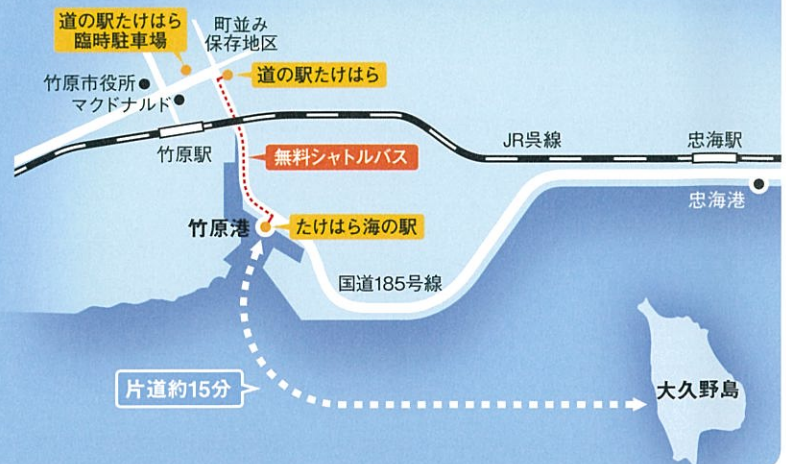 道の駅たけはら
臨時駐車場
町並み
保存地区
竹原市役所
マクドナルド
道の駅たけはら
竹原駅
無料シャトルバス
JR呉線
忠海駅
忠海港
竹原港
たけはら海の駅
国道185号線
片道約15分
大久野島